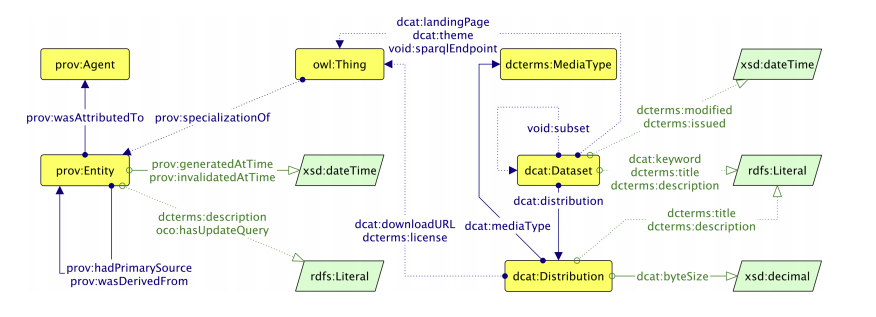 dcat:landingPage
dcat:theme
void:sparqlEndpoint
prov:Agent
owl:Thing
dcterms:MediaType
xsd:dateTime
prov:wasAttributedTo
prov:specializationOf
dcterms:modified
dcterms:issued
void:subset
prov:Entity
prov:generatedAtTime
prov:invalidatedAtTime
xsd:dateTime
dcat:Dataset
dcat:keyword
dcterms:title
dcterms:description
rdfs:Literal
dcat:distribution
dcterms:description
oco:hasUpdateQuery
dcat:downloadURL
dcterms:license
dcat:mediaType
dcterms:title
dcterms:description
prov:hadPrimarySource
prov:wasDerivedFrom
rdfs:Literal
dcat:Distribution
dcat:byteSize
xsd:decimal